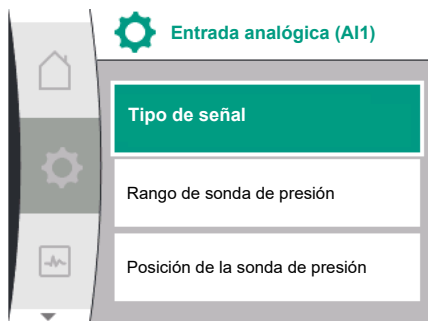 Entrada analógica (AI1)
Tipo de señal
Rango de sonda de presión
Posición de la sonda de presión